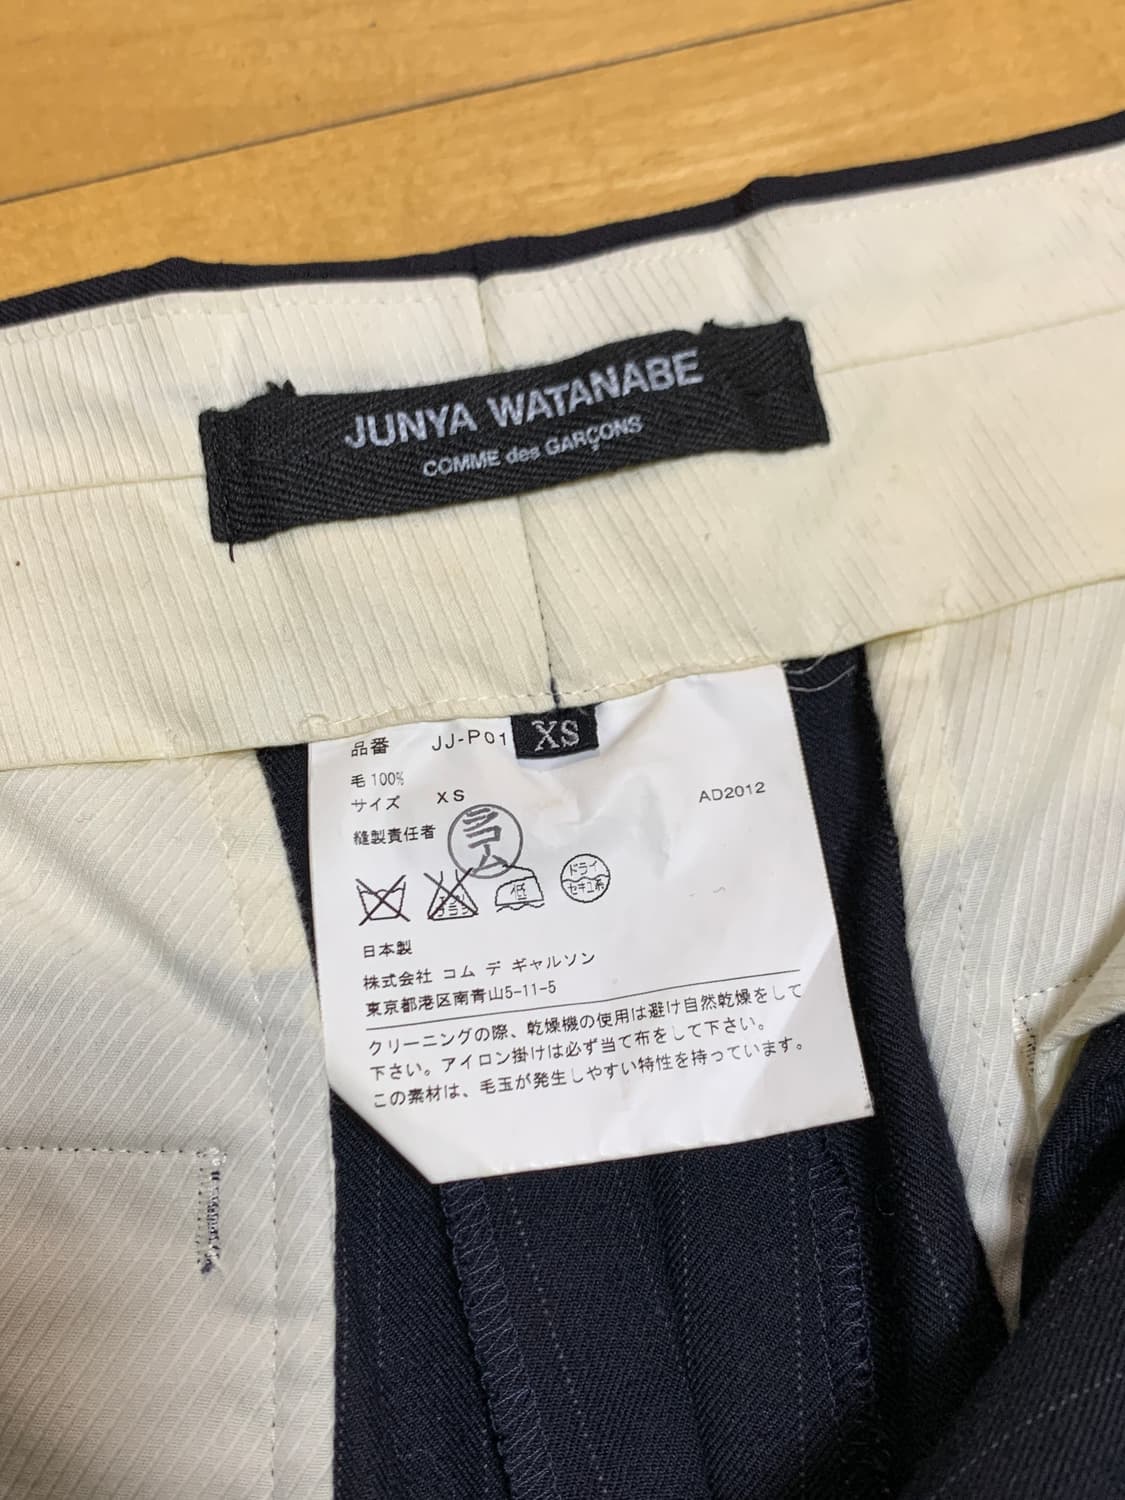 JUNYA WATANABE
COMME des GARÇONS
XS
品番 JJ-P01
毛 100%
サイズ XS
AD2012
縫製責任者 ラコーム
低
ドライ
セキユ系
日本製
株式会社 コム デ ギャルソン
東京都港区南青山5-11-5
クリーニングの際、乾燥機の使用は避け自然乾燥をして
下さい。アイロン掛けは必ず当て布をして下さい。
この素材は、毛玉が発生しやすい特性を持っています。